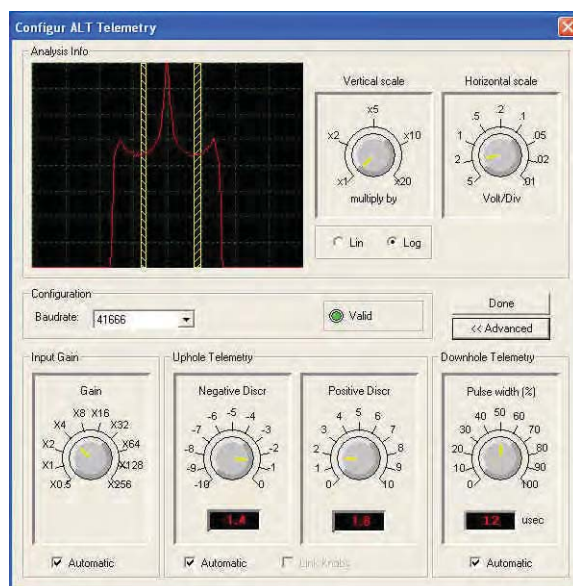 Configur ALT Telemetry
Analysis Info
Vertical scale
x1
x2
x5
x10
x20
multiply by
Lin
Log
Horizontal scale
5
2
1
.5
.2
.1
.05
.02
.01
Volt/Div
Configuration
Baudrate:
41666
Valid
Done
<< Advanced
Input Gain
Gain
X0.5
X1
X2
X4
X8
X16
X32
X64
X128
X256
Automatic
Uphole Telemetry
Negative Discr
-10
-9
-8
-7
-6
-5
-4
-3
-2
-1
0
1.4
Automatic
Positive Discr
0
1
2
3
4
5
6
7
8
9
10
1.8
Link Knobs
Downhole Telemetry
Pulse width (%)
0
10
20
30
40
50
60
70
80
90
100
12 usec
Automatic